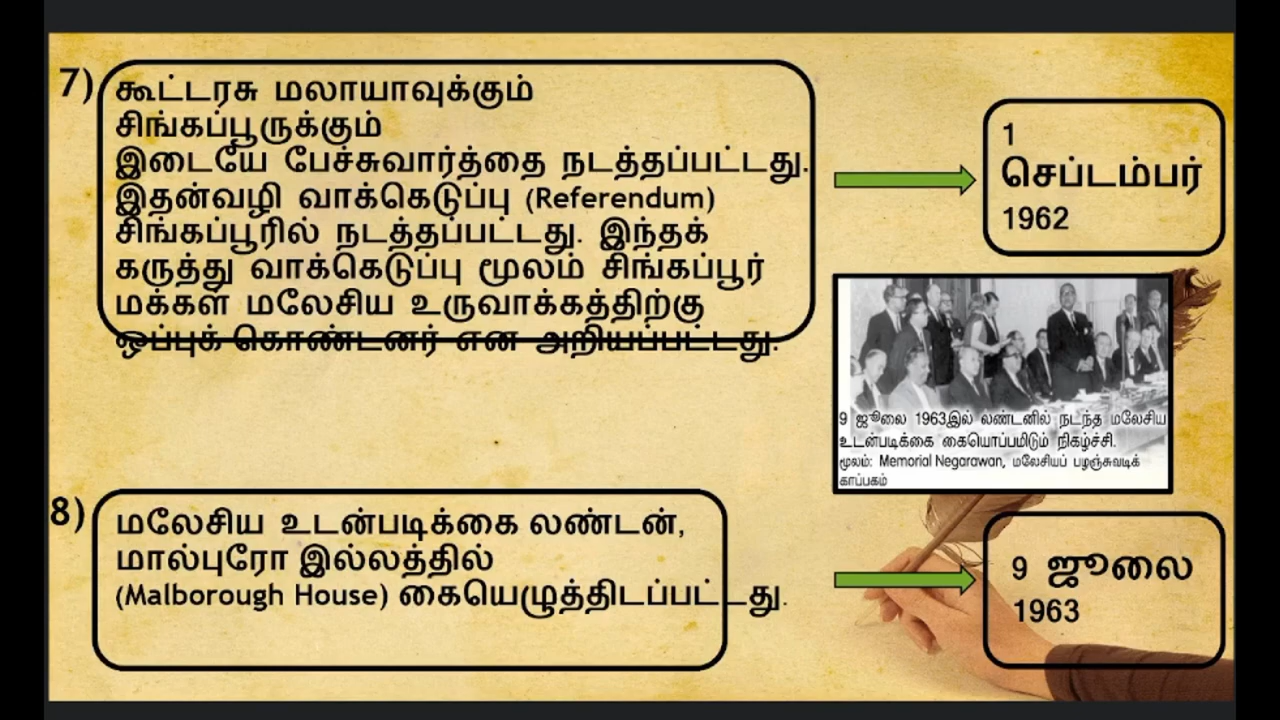 7)
கூட்டரசு மலாயாவுக்கும்
சிங்கப்பூருக்கும்
இடையே பேச்சுவார்த்தை நடத்தப்பட்டது.
இதன்வழி வாக்கெடுப்பு (Referendum)
சிங்கப்பூரில் நடத்தப்பட்டது. இந்தக்
கருத்து வாக்கெடுப்பு மூலம் சிங்கப்பூர்
மக்கள் மலேசிய உருவாக்கத்திற்கு
ஒப்புக் கொண்டனர் என அறியப்பட்டது.
1
செப்டம்பர்
1962
9 ஜூலை 1963இல் லண்டனில் நடந்த மலேசிய
உடன்படிக்கை கையொப்பமிடும் நிகழ்ச்சி.
மூலம்: Memorial Negarawan, மலேசியப் பழஞ்சுவடிக்
காப்பகம்
8)
மலேசிய உடன்படிக்கை லண்டன்,
மால்புரோ இல்லத்தில்
(Malborough House) கையெழுத்திடப்பட்டது.
9 ஜூலை
1963